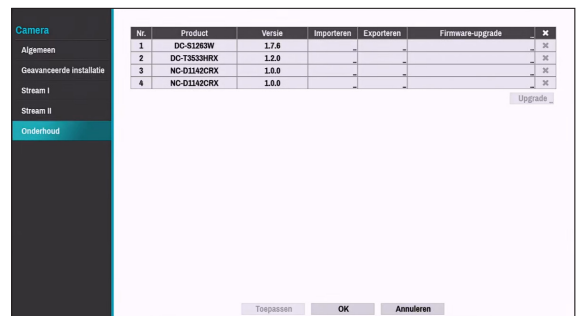 Camera
Algemeen
Geavanceerde installatie
Stream I
Stream II
Onderhoud
Nr. Product Versie Importeren Exporteren Firmware-upgrade _ ✖
1 DC-S1263W 1.7.6 _ _ _ ✖
2 DC-T3533HRX 1.2.0 _ _ _ ✖
3 NC-D1142CRX 1.0.0 _ _ _ ✖
4 NC-D1142CRX 1.0.0 _ _ _ ✖
Upgrade _
Toepassen OK Annuleren